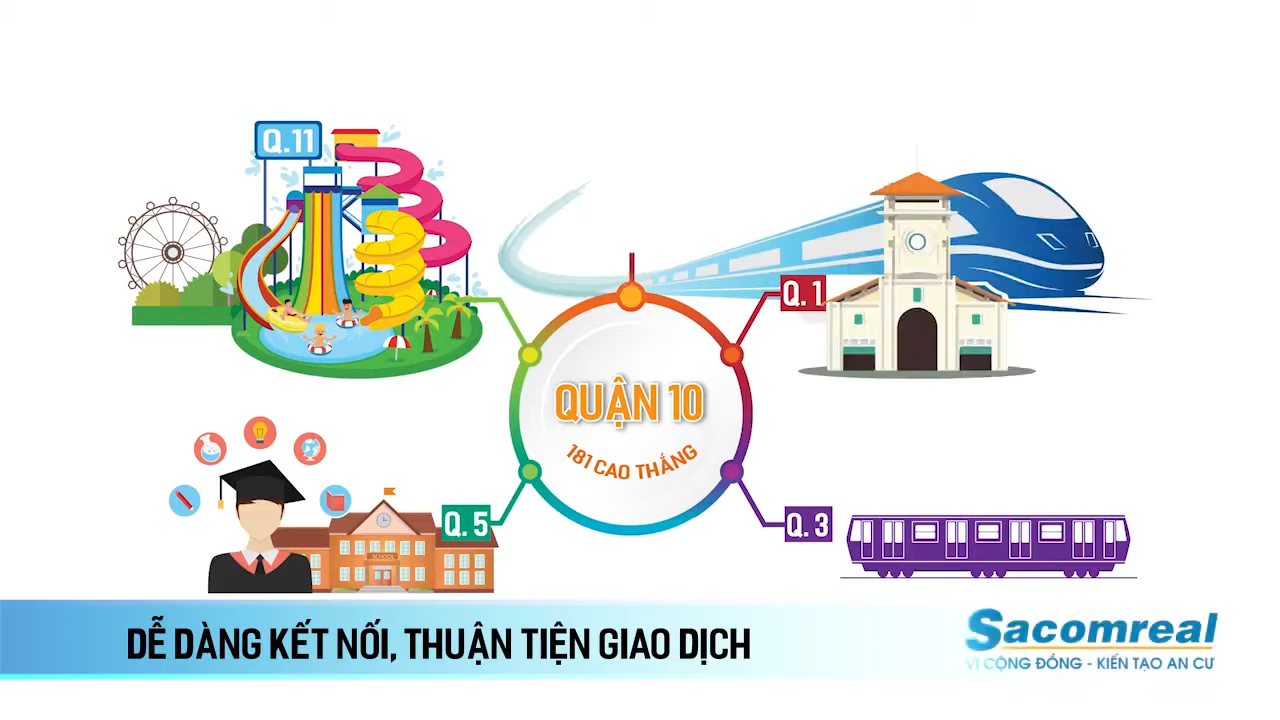 Q.11
Q. 1
QUẬN 10
181 CAO THẮNG
SCHOOL
Q. 5
Q. 3
DỄ DÀNG KẾT NỐI, THUẬN TIỆN GIAO DỊCH
Sacomreal
VÌ CỘNG ĐỒNG - KIẾN TẠO AN CƯ